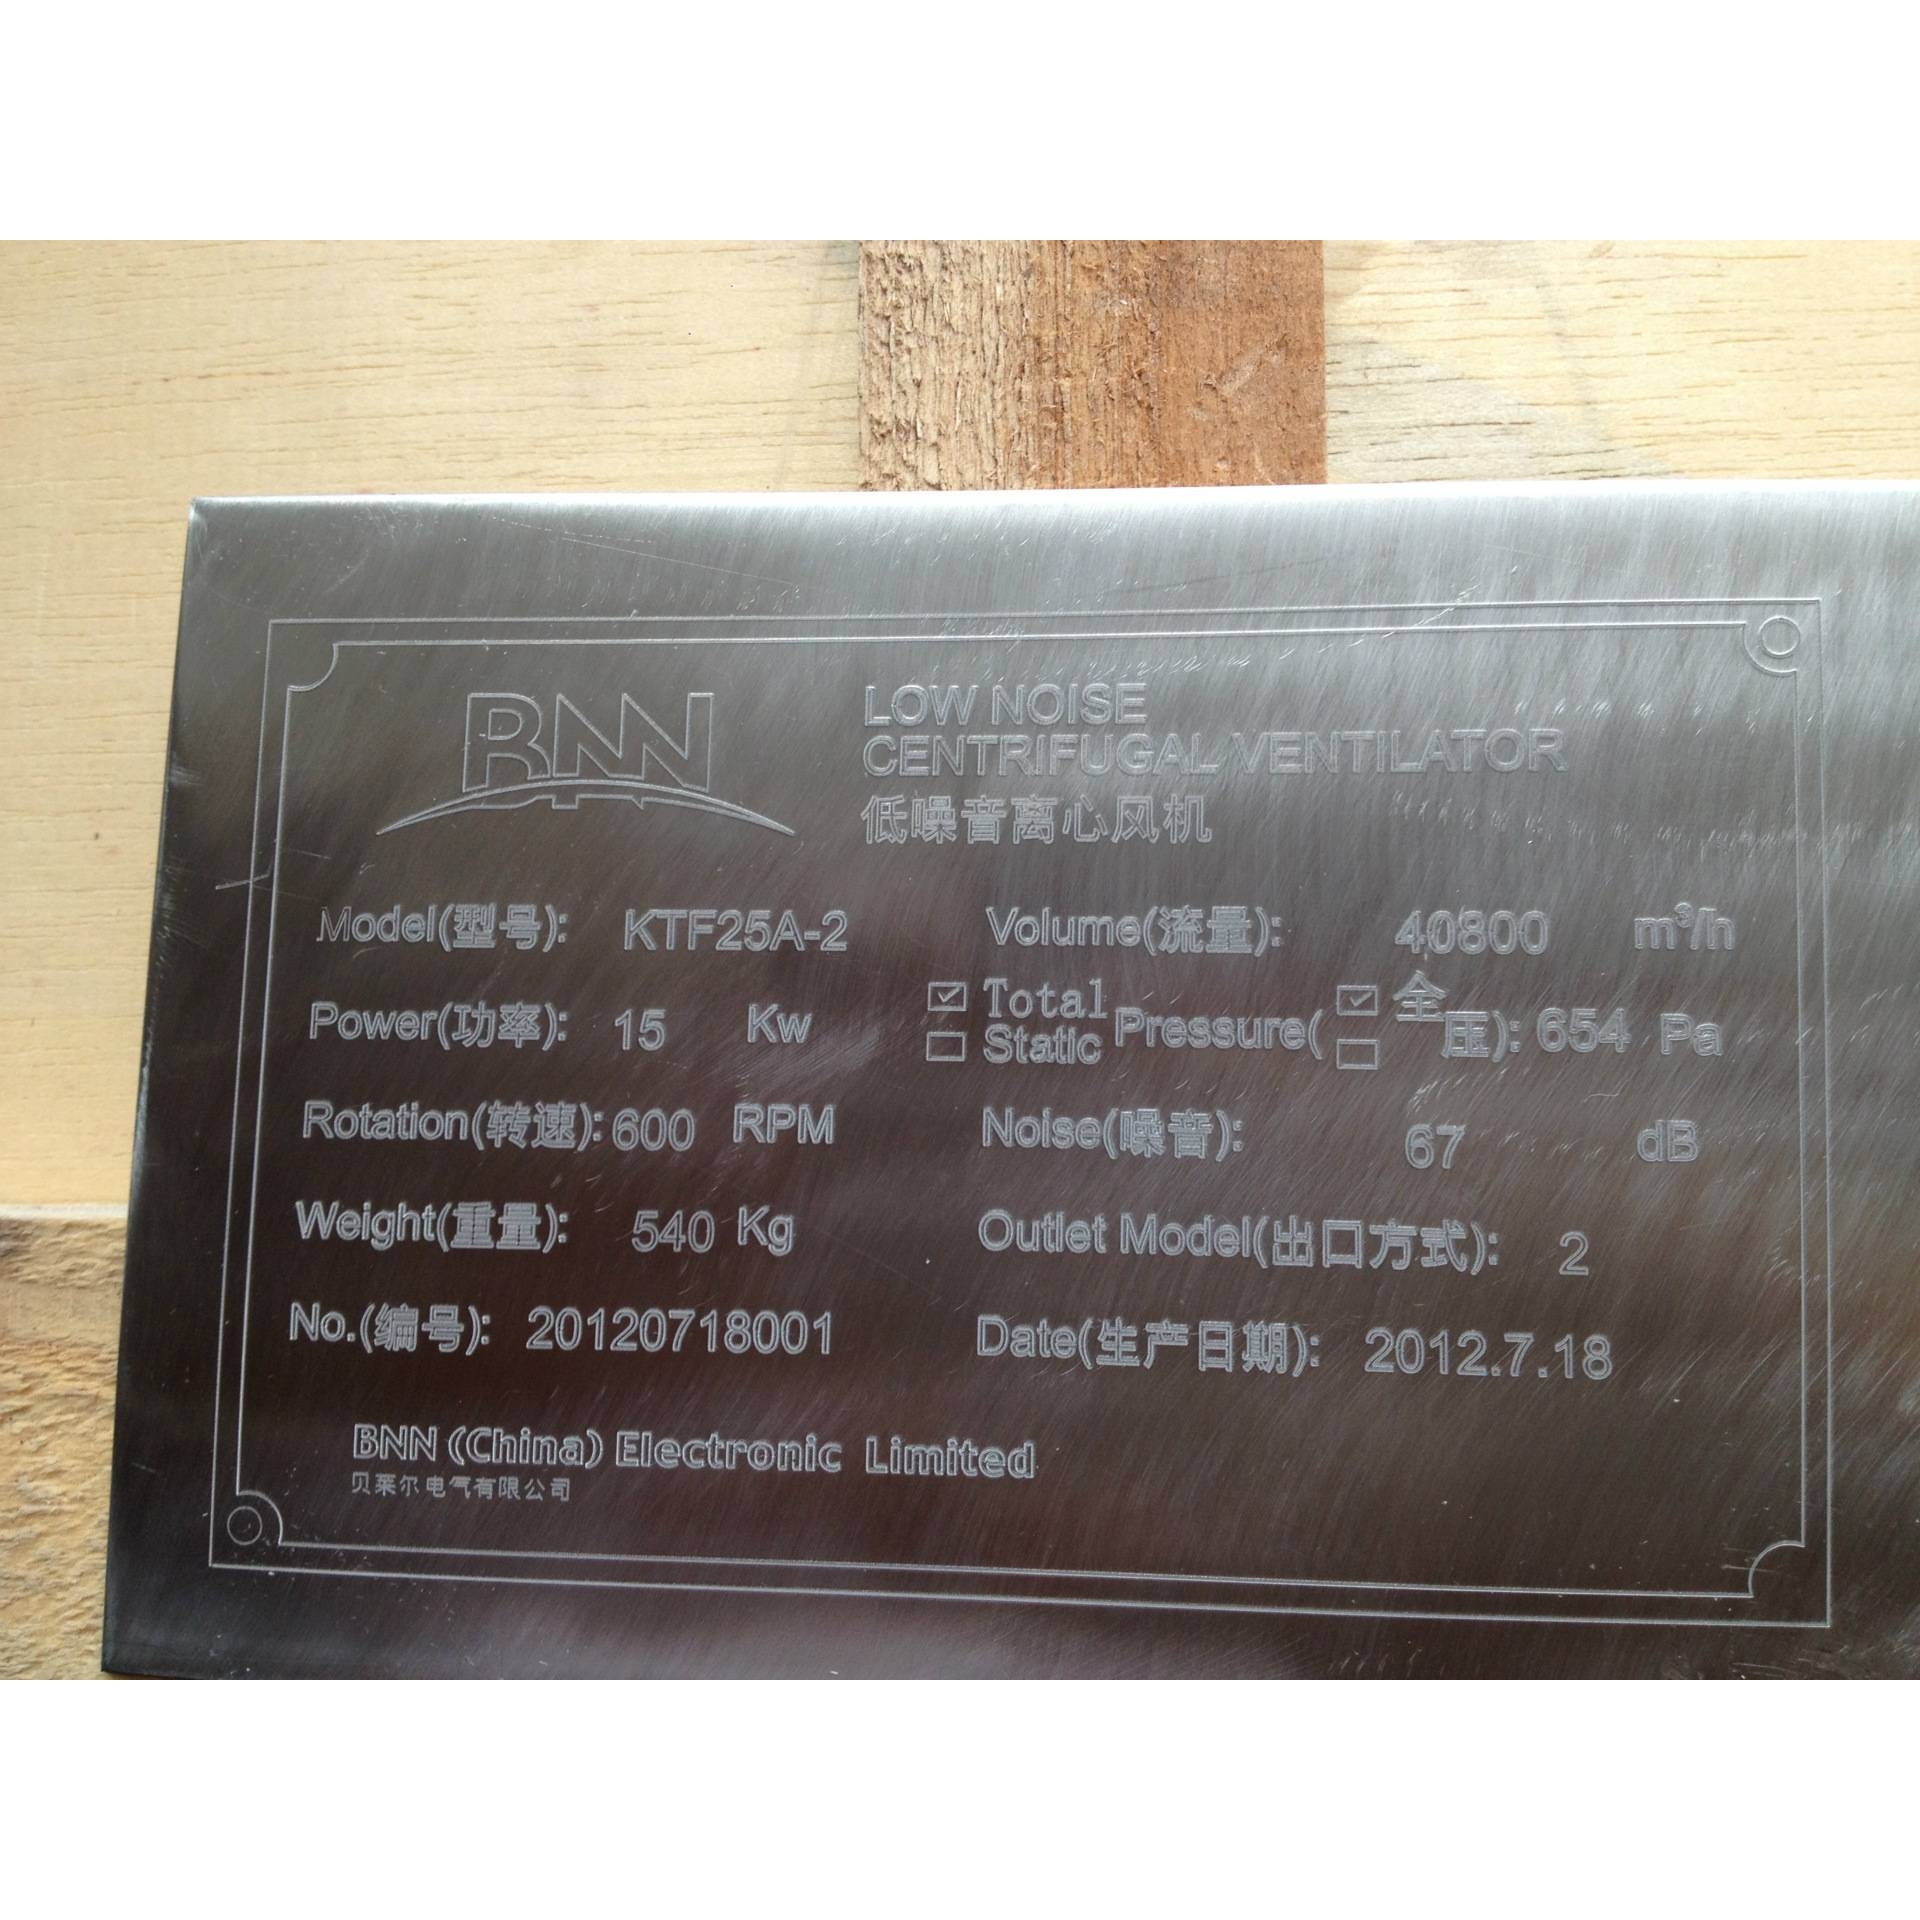 BNN
LOW NOISE
CENTRIFUGAL VENTILATOR
低噪音离心风机
Model(型号): KTF25A-2
Volume(流量): 40800 m³/h
Power(功率): 15 Kw
☑ Total
☐ Static Pressure( ☑ 全
☐ 压): 654 Pa
Rotation(转速): 600 RPM
Noise(噪音): 67 dB
Weight(重量): 540 Kg
Outlet Model(出口方式): 2
No.(编号): 20120718001
Date(生产日期): 2012.7.18
BNN (China) Electronic Limited
贝莱尔电气有限公司